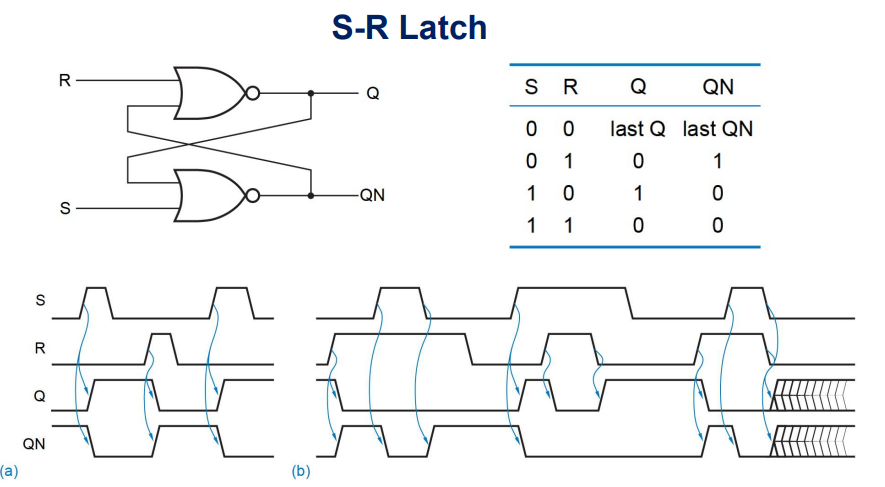 S-R Latch
R
Q
S
QN
S R Q QN
0 0 last Q last QN
0 1 0 1
1 0 1 0
1 1 0 0
S
R
Q
QN
(a)
(b)